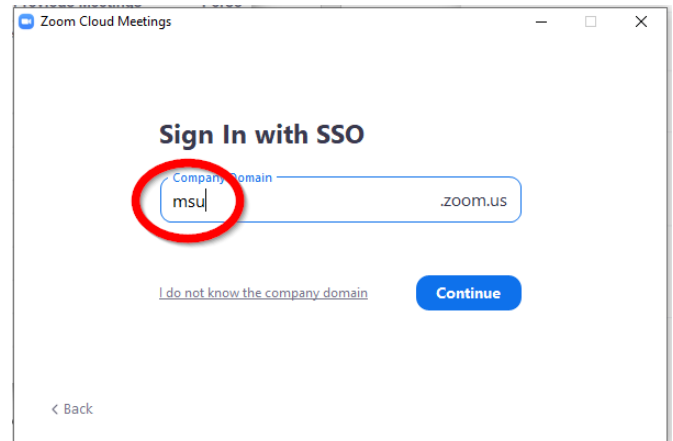 Zoom Cloud Meetings
Sign In with SSO
Company Domain
msu .zoom.us
I do not know the company domain
Continue
< Back